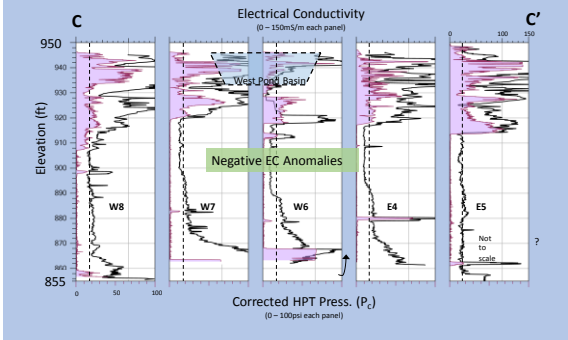 C
Electrical Conductivity
C’
(0 – 150mS/m each panel)
950
940
930
920
910
900
890
880
870
860
855
Elevation (ft)
West Pond Basin
Negative EC Anomalies
W8
W7
W6
E4
E5
Not
to
scale
?
0
50
100
0
50
100
150
Corrected HPT Press. (Pc)
(0 – 100psi each panel)